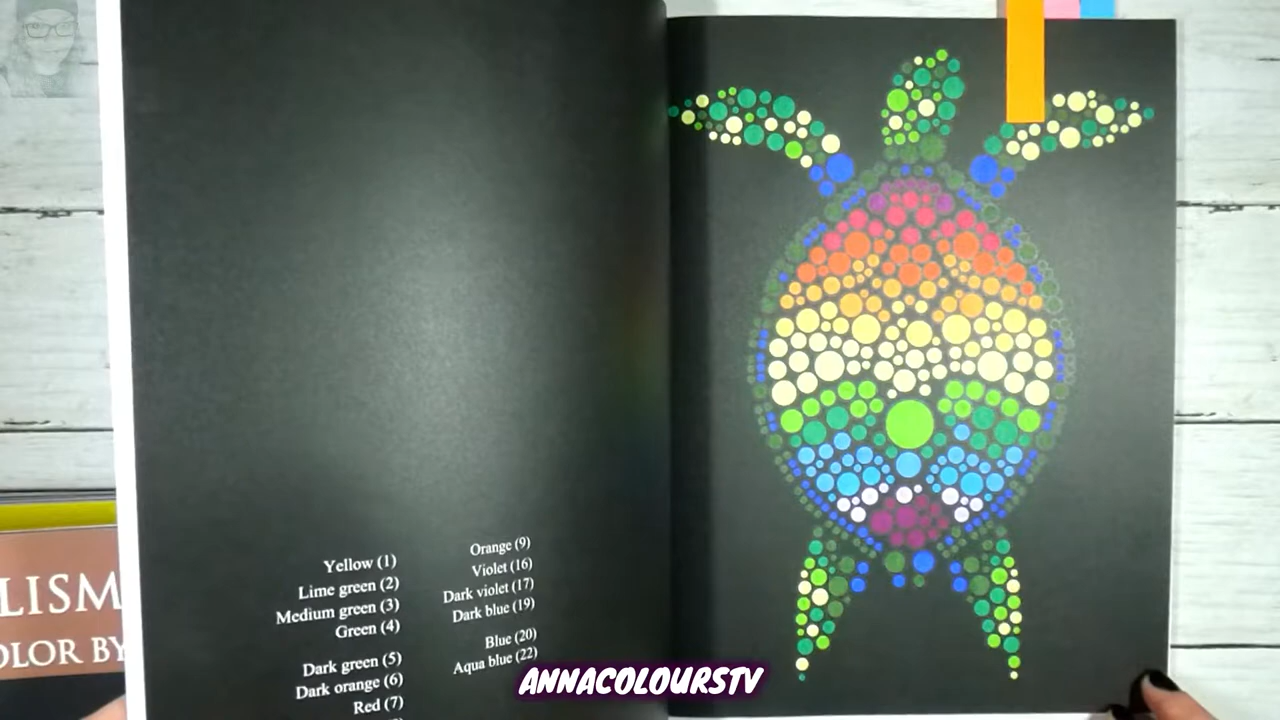 Yellow (1)
Lime green (2)
Medium green (3)
Green (4)
Dark green (5)
Dark orange (6)
Red (7)
Orange (9)
Violet (16)
Dark violet (17)
Dark blue (19)
Blue (20)
Aqua blue (22)
LISM
OLOR BY
ANNACOLOURSTV